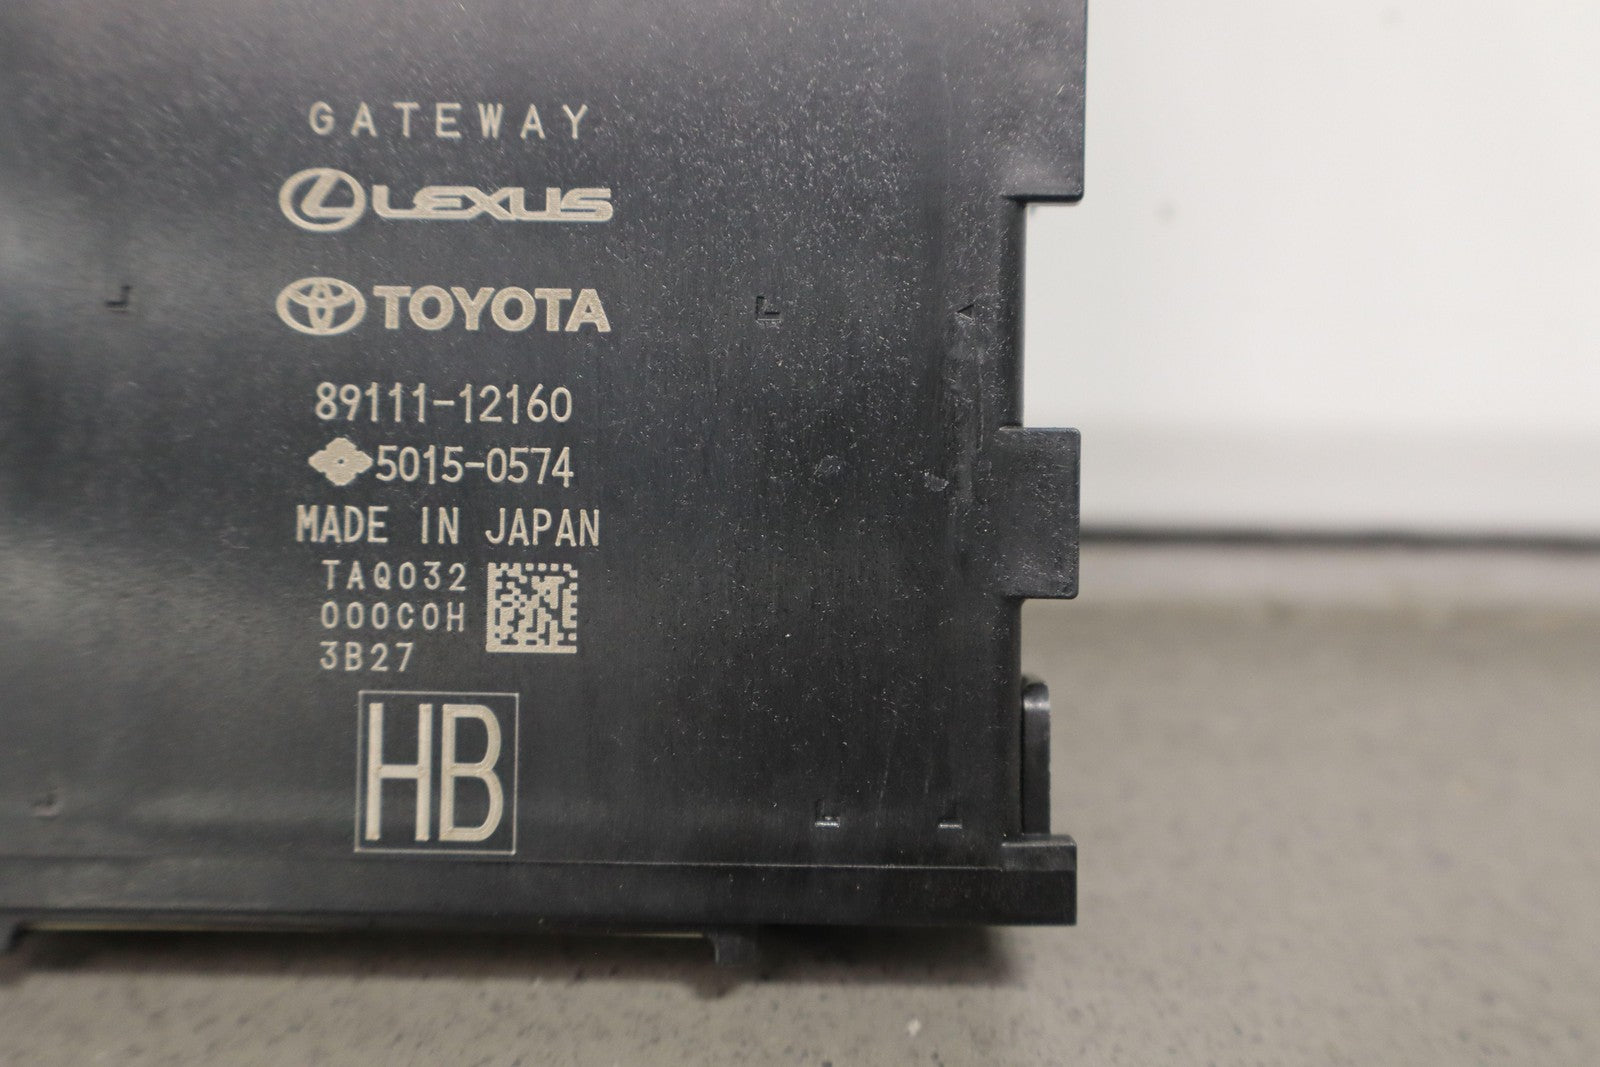 GATEWAY
LEXUS
TOYOTA
89111-12160
5015-0574
MADE IN JAPAN
TAQ032
000C0H
3B27
HB